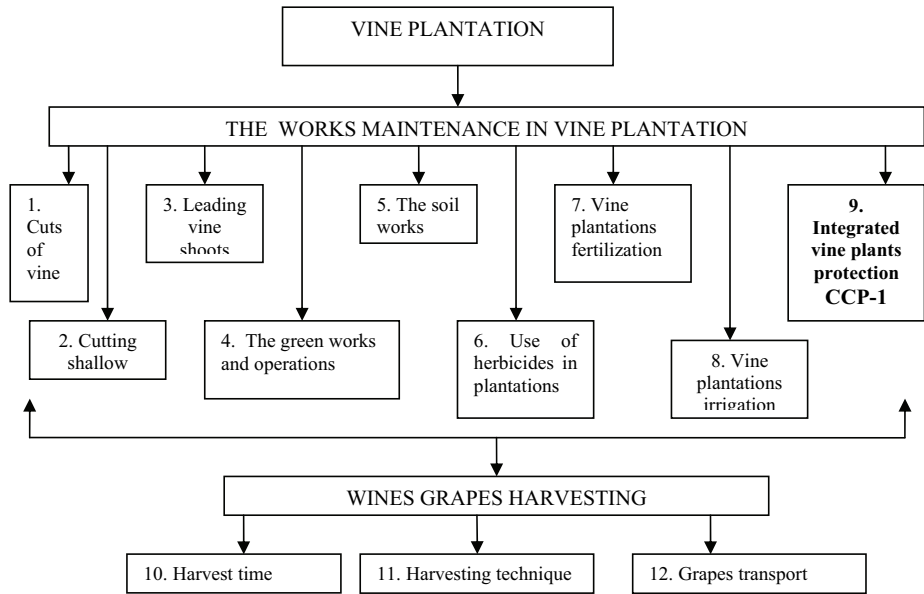 VINE PLANTATION
THE WORKS MAINTENANCE IN VINE PLANTATION
1.
Cuts
of
vine
2. Cutting
shallow
3. Leading
vine
shoots
4. The green works
and operations
5. The soil
works
6. Use of
herbicides in
plantations
7. Vine
plantations
fertilization
8. Vine
plantations
irrigation
9.
Integrated
vine plants
protection
CCP-1
WINES GRAPES HARVESTING
10. Harvest time
11. Harvesting technique
12. Grapes transport